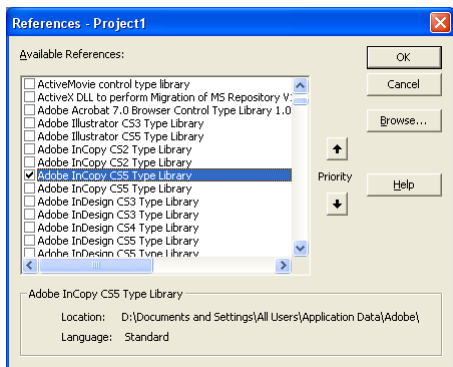 References - Project1
Available References:
OK
ActiveMovie control type library
Cancel
ActiveX DLL to perform Migration of MS Repository V
Adobe Acrobat 7.0 Browser Control Type Library 1.0
Adobe Illustrator CS3 Type Library
Browse...
Adobe Illustrator CS5 Type Library
Adobe InCopy CS2 Type Library
Adobe InCopy CS2 Type Library
Adobe InCopy CS5 Type Library
Priority
Help
Adobe InCopy CS5 Type Library
Adobe InDesign CS3 Type Library
Adobe InDesign CS3 Type Library
Adobe InDesign CS4 Type Library
Adobe InDesign CS5 Type Library
Adobe InDesign CS5 Type Library
Adobe InCopy CS5 Type Library
Location: D:\Documents and Settings\All Users\Application Data\Adobe\
Language: Standard